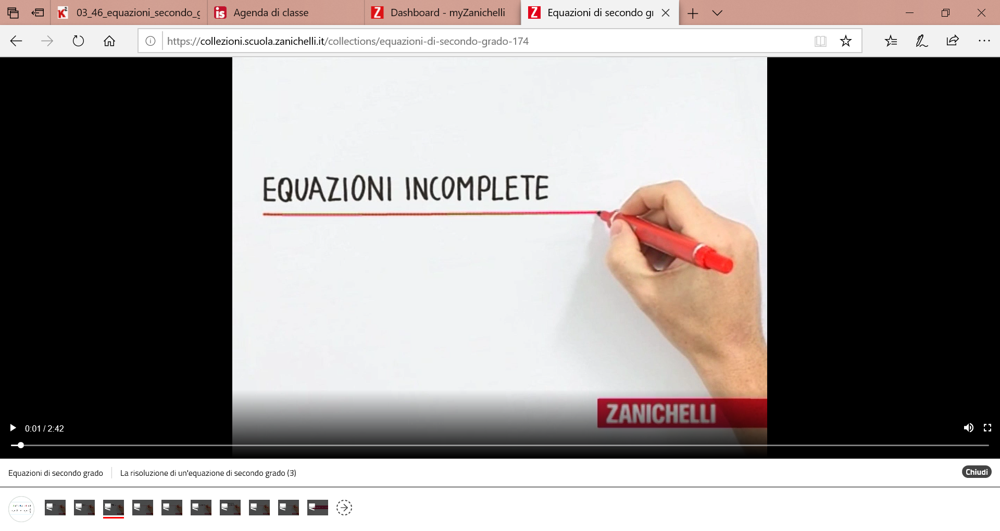 03_46_equazioni_secondo_g
Agenda di classe
Dashboard - myZanichelli
Equazioni di secondo gr
https://collezioni.scuola.zanichelli.it/collections/equazioni-di-secondo-grado-174
EQUAZIONI INCOMPLETE
ZANICHELLI
0:01 / 2:42
Equazioni di secondo grado
La risoluzione di un'equazione di secondo grado (3)
Chiudi